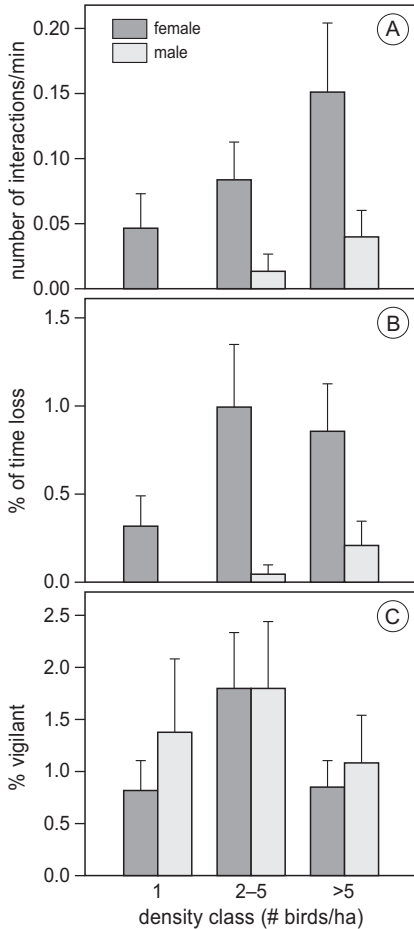 A
female
male
0.20
0.15
0.10
0.05
0.00
number of interactions/min
B
1.5
1.0
0.5
0.0
% of time loss
C
2.5
2.0
1.5
1.0
0.5
0.0
% vigilant
1 2–5 >5
density class (# birds/ha)